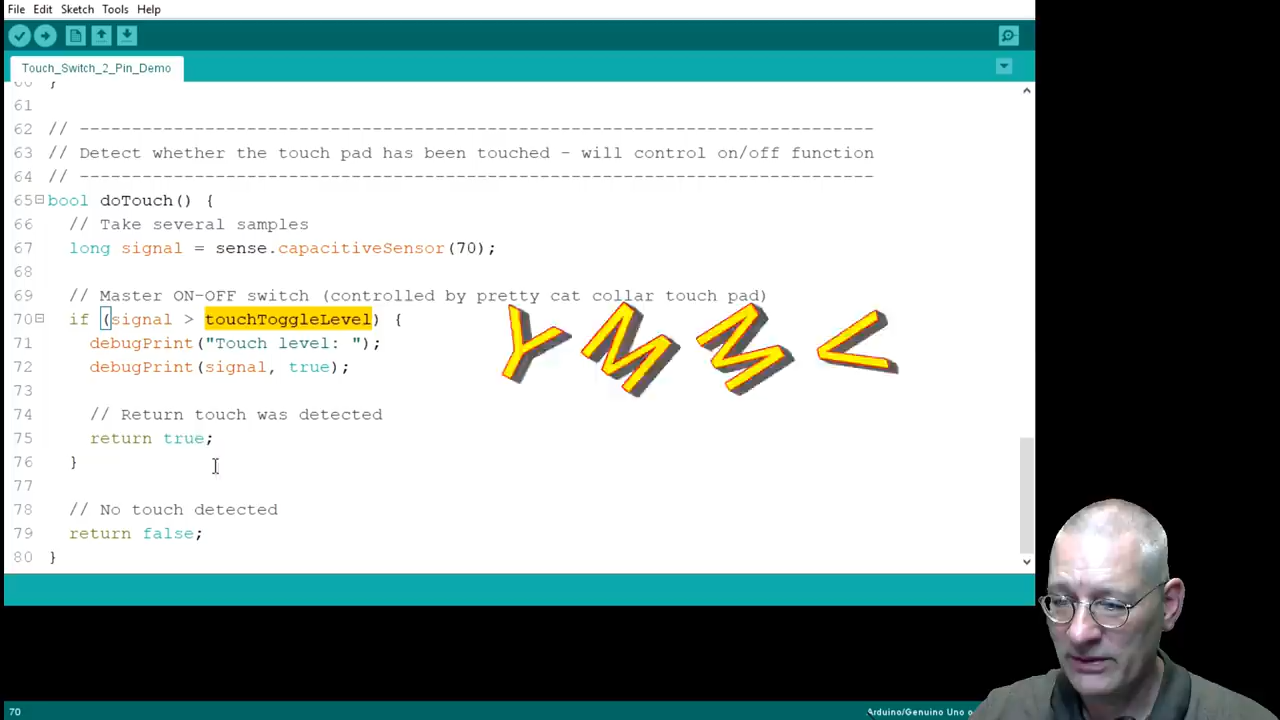 File Edit Sketch Tools Help
Touch_Switch_2_Pin_Demo
60 }
61
62 // ----------------------------------------------------------------------------
63 // Detect whether the touch pad has been touched - will control on/off function
64 // ----------------------------------------------------------------------------
65 bool doTouch() {
66 // Take several samples
67 long signal = sense.capacitiveSensor(70);
68
69 // Master ON-OFF switch (controlled by pretty cat collar touch pad)
70 if (signal > touchToggleLevel) {
71 debugPrint("Touch level: ");
72 debugPrint(signal, true);
73
74 // Return touch was detected
75 return true;
76 }
77
78 // No touch detected
79 return false;
80 }
YMMV
70
Arduino/Genuino Uno o